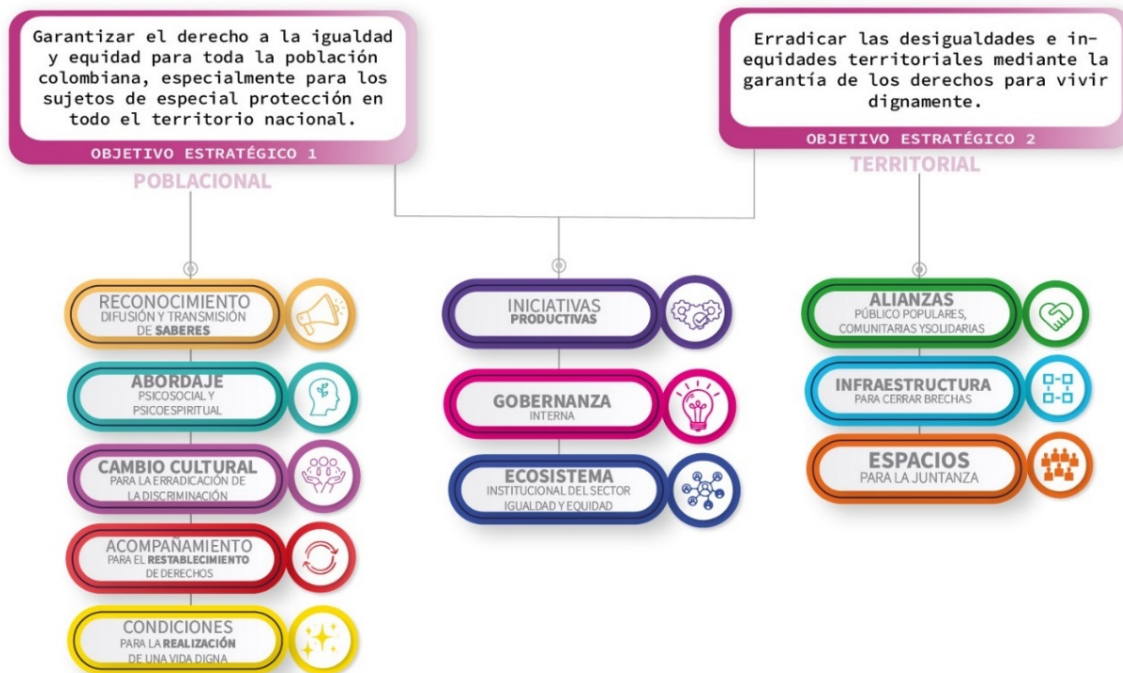 Garantizar el derecho a la igualdad
y equidad para toda la población
colombiana, especialmente para los
sujetos de especial protección en
todo el territorio nacional.
OBJETIVO ESTRATÉGICO 1
POBLACIONAL
Erradicar las desigualdades e in-
equidades territoriales mediante la
garantía de los derechos para vivir
dignamente.
OBJETIVO ESTRATÉGICO 2
TERRITORIAL
RECONOCIMIENTO
DIFUSIÓN Y TRANSMISIÓN
DE SABERES
ABORDAJE
PSICOSOCIAL Y
PSICOESPIRITUAL
CAMBIO CULTURAL
PARA LA ERRADICACIÓN DE
LA DISCRIMINACIÓN
ACOMPAÑAMIENTO
PARA EL RESTABLECIMIENTO
DE DERECHOS
CONDICIONES
PARA LA REALIZACIÓN
DE UNA VIDA DIGNA
INICIATIVAS
PRODUCTIVAS
GOBERNANZA
INTERNA
ECOSISTEMA
INSTITUCIONAL DEL SECTOR
IGUALDAD Y EQUIDAD
ALIANZAS
PÚBLICO POPULARES,
COMUNITARIAS YSOLIDARIAS
INFRAESTRUCTURA
PARA CERRAR BRECHAS
ESPACIOS
PARA LA JUNTANZA